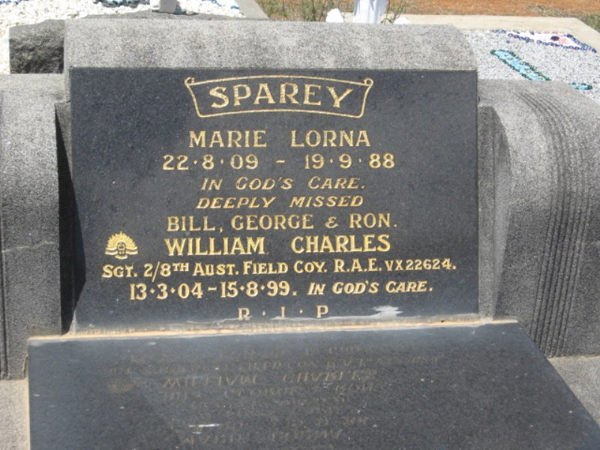 SPAREY
MARIE LORNA
22·8·09 - 19·9·88
IN GOD'S CARE.
DEEPLY MISSED
BILL, GEORGE & RON.
WILLIAM CHARLES
SGT. 2/8TH AUST. FIELD COY. R.A.E. VX22624.
13·3·04 - 15·8·99. IN GOD'S CARE.
R · I · P